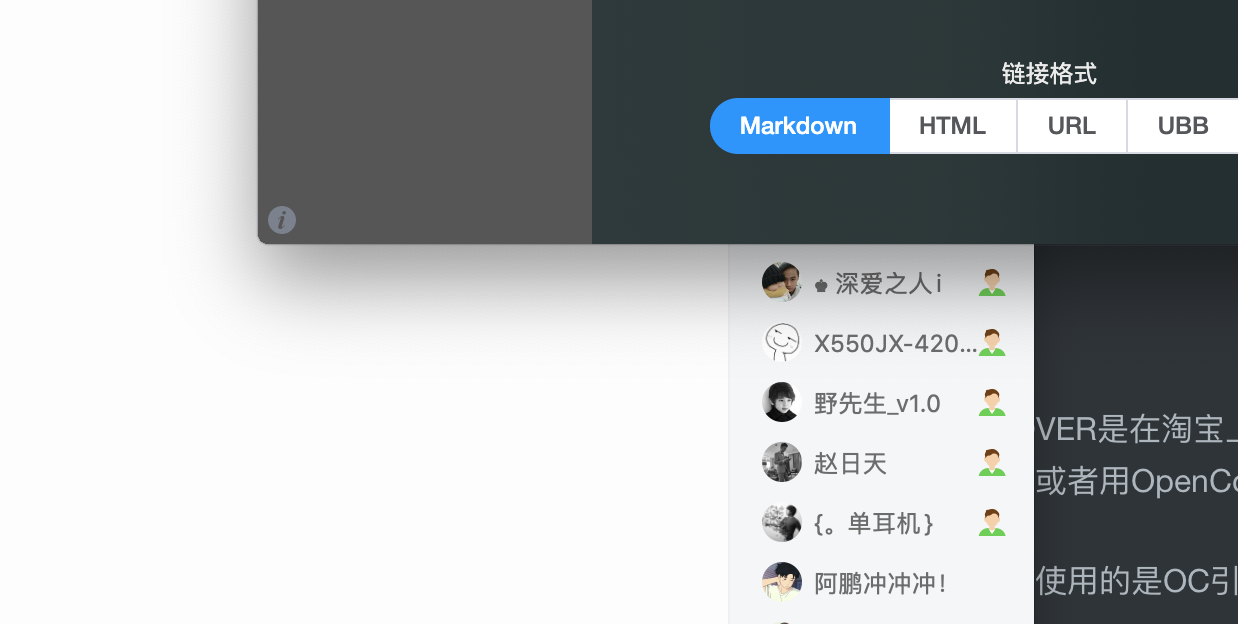 链接格式
Markdown HTML URL UBB
深爱之人i
X550JX-420...
野先生_v1.0
赵日天
{。单耳机}
阿鹏冲冲冲!
VER是在淘宝_
或者用OpenCo
使用的是OC引